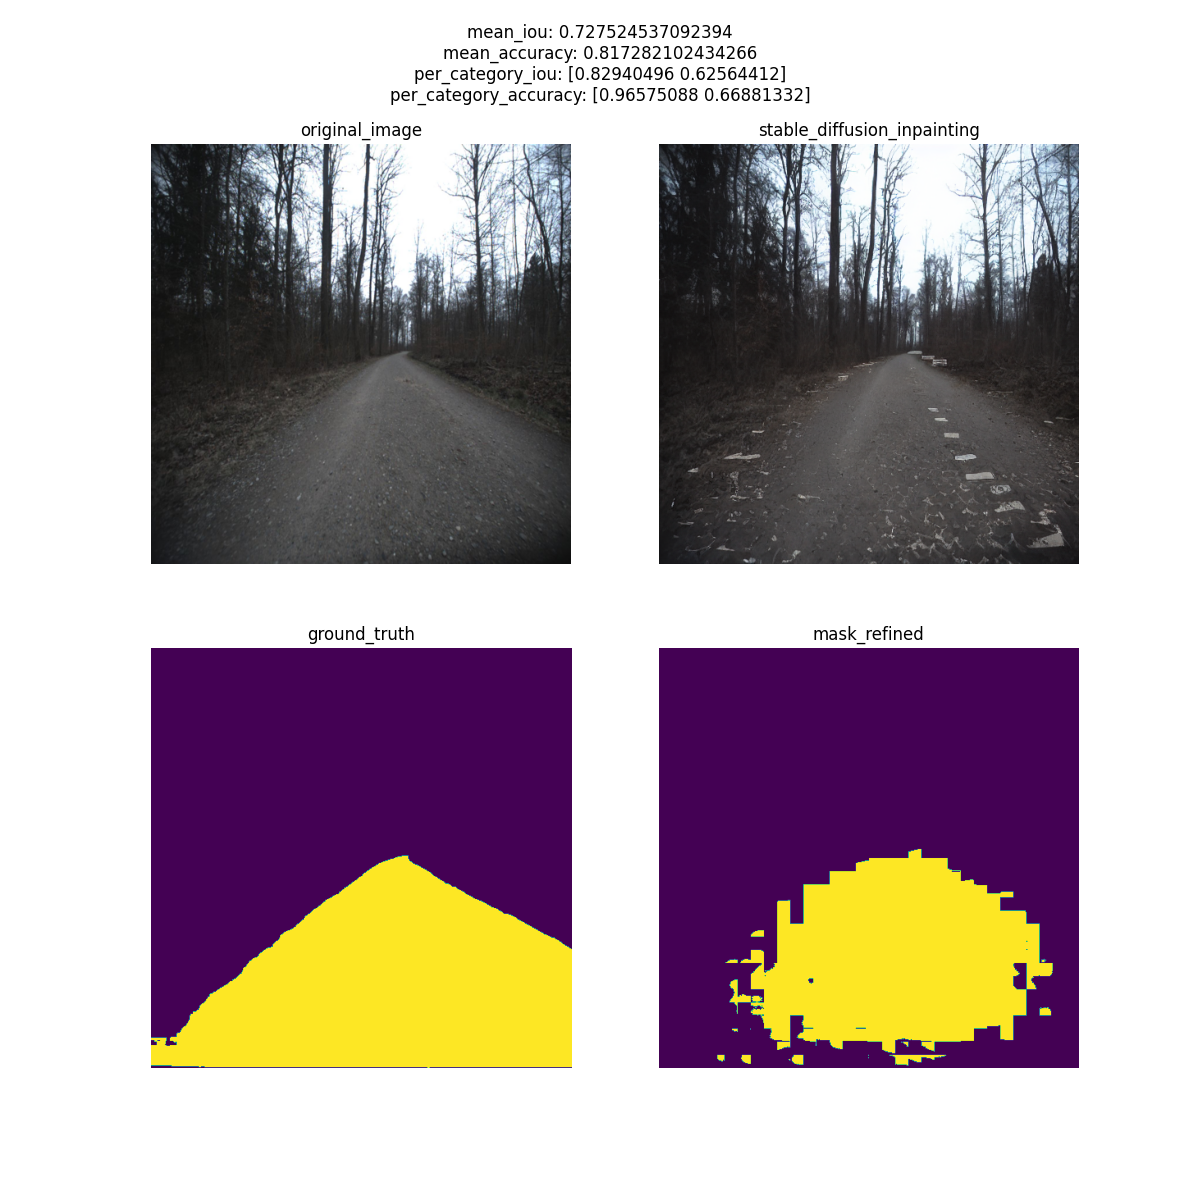 mean_iou: 0.727524537092394
mean_accuracy: 0.817282102434266
per_category_iou: [0.82940496 0.62564412]
per_category_accuracy: [0.96575088 0.66881332]
original_image
stable_diffusion_inpainting
ground_truth
mask_refined